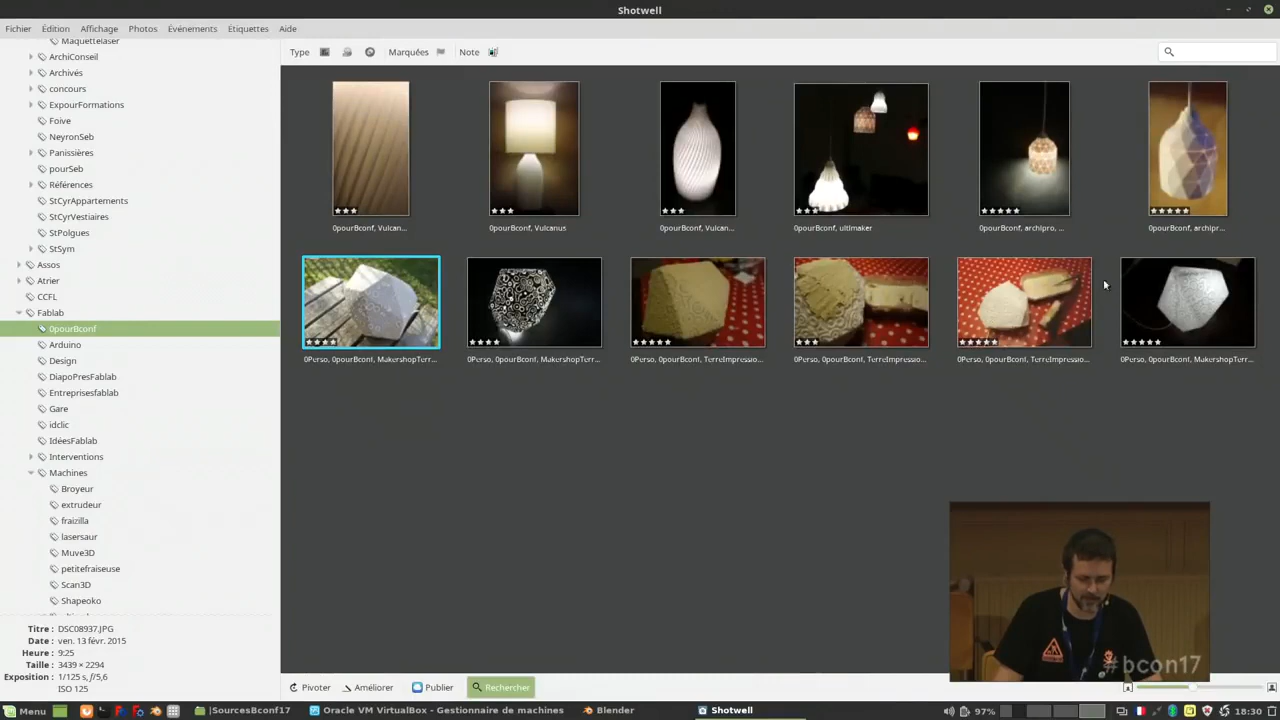 Shotwell
Fichier Édition Affichage Photos Événements Étiquettes Aide
Maquettelaser
Type Marquées Note
ArchiConseil
Archivés
concours
ExpourFormations
Foive
NeyronSeb
Panissières
pourSeb
Références
StCyrAppartements
StCyrVestiaires
StPolgues
StSym
Assos
Atrier
CCFL
Fablab
0pourBconf
Arduino
Design
DiapoPresFablab
Entreprisesfablab
Gare
idclic
IdéesFablab
Interventions
Machines
Broyeur
extrudeur
fraizilla
lasersaur
Muve3D
petitefraiseuse
Scan3D
Shapeoko
0pourBconf, Vulcan... 0pourBconf, Vulcanus 0pourBconf, Vulcan... 0pourBconf, ultimaker 0pourBconf, archipro, ... 0pourBconf, archipr...
0Perso, 0pourBconf, MakershopTerr... 0Perso, 0pourBconf, MakershopTerr... 0Perso, 0pourBconf, TerreImpressio... 0Perso, 0pourBconf, TerreImpressio... 0Perso, 0pourBconf, TerreImpressio... 0Perso, 0pourBconf, MakershopTerr...
#bcon17
Titre : DSC08937.JPG
Date : ven. 13 févr. 2015
Heure : 9:25
Taille : 3439 × 2294
Exposition : 1/125 s, f/5,6
ISO 125
Pivoter Améliorer Publier Rechercher
Menu |SourcesBconf17 Oracle VM VirtualBox - Gestionnaire de machines Blender Shotwell 97% 18:30